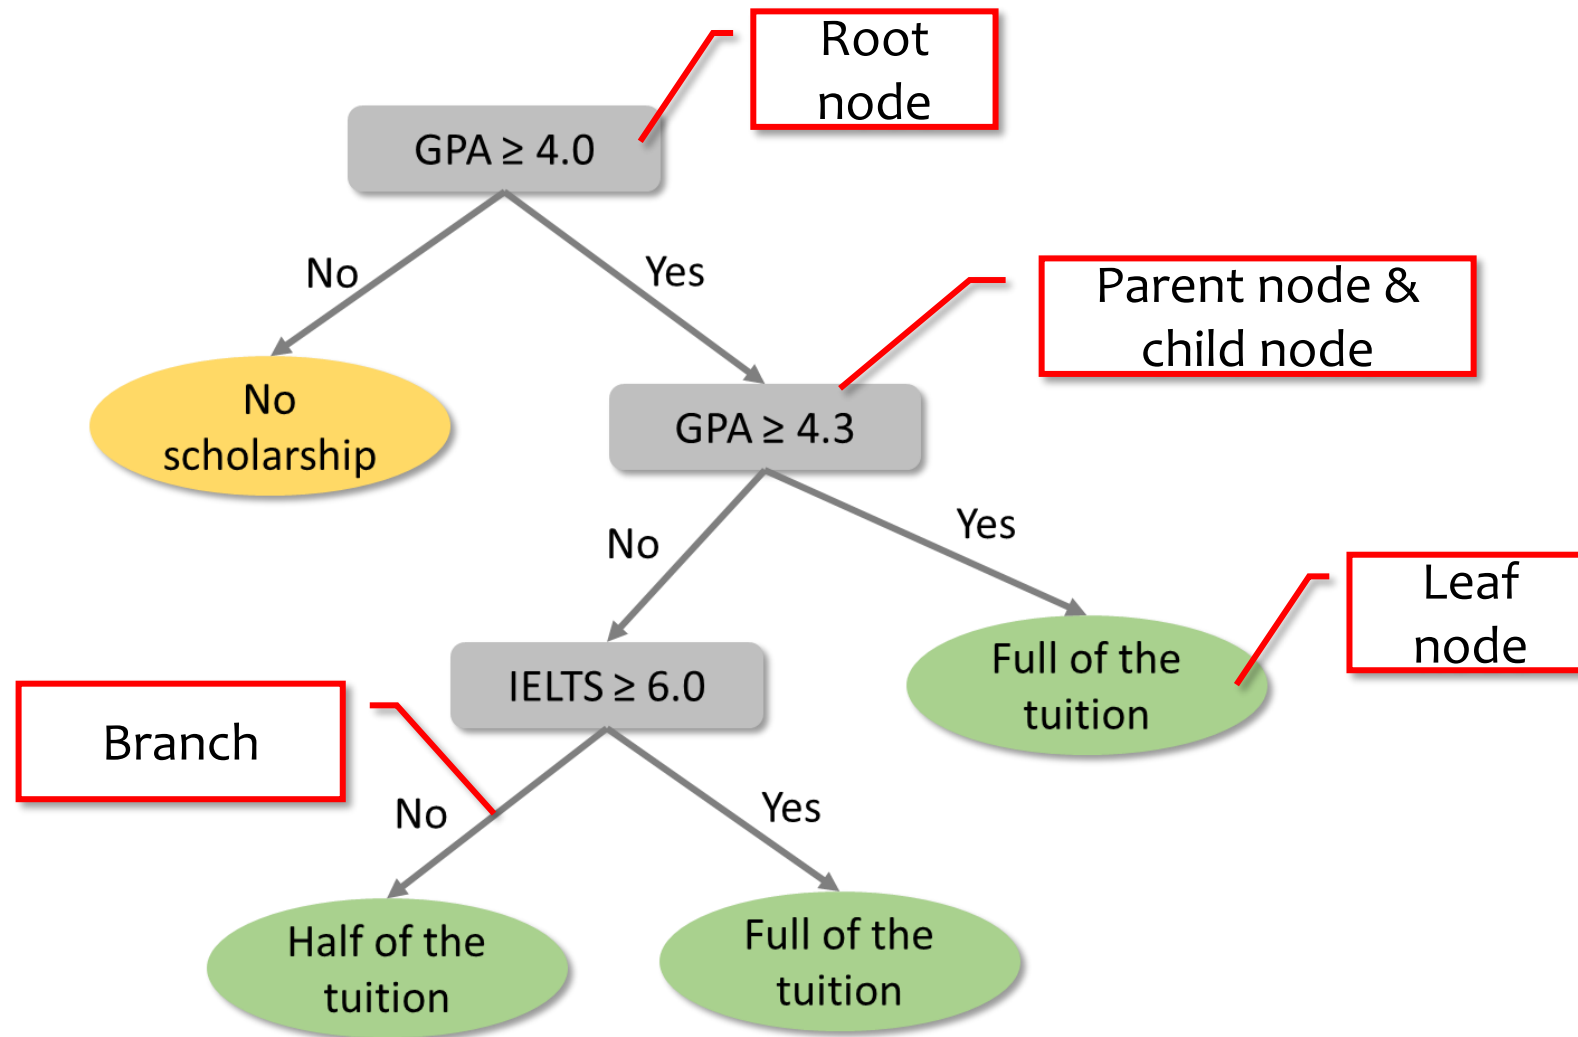 Root
node
GPA ≥ 4.0
No
Yes
Parent node &
child node
No
scholarship
GPA ≥ 4.3
No
Yes
Leaf
node
Full of the
tuition
IELTS ≥ 6.0
Branch
No
Yes
Half of the
tuition
Full of the
tuition